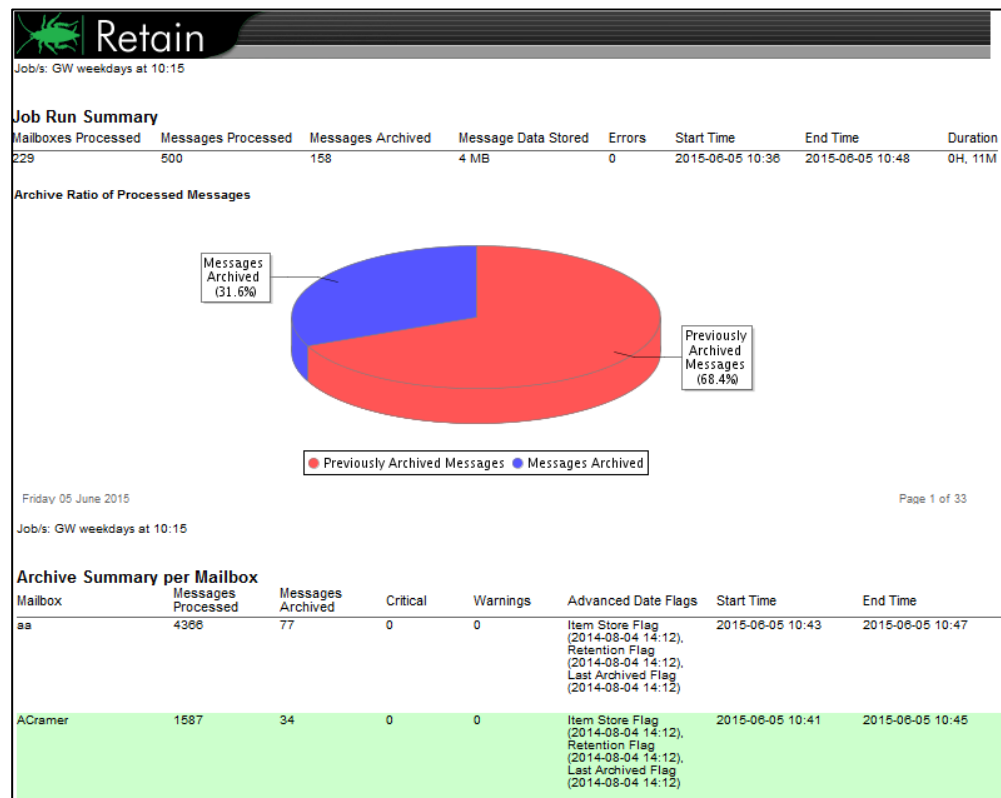 Retain
Job/s: GW weekdays at 10:15
Job Run Summary
Mailboxes Processed Messages Processed Messages Archived Message Data Stored Errors Start Time End Time Duration
229 500 158 4 MB 0 2015-06-05 10:36 2015-06-05 10:48 0H, 11M
Archive Ratio of Processed Messages
Messages
Archived
(31.6%)
Previously
Archived
Messages
(68.4%)
Previously Archived Messages Messages Archived
Friday 05 June 2015 Page 1 of 33
Job/s: GW weekdays at 10:15
Archive Summary per Mailbox
Mailbox Messages Processed Messages Archived Critical Warnings Advanced Date Flags Start Time End Time
aa 4366 77 0 0 Item Store Flag 2015-06-05 10:43 2015-06-05 10:47
(2014-08-04 14:12),
Retention Flag
(2014-08-04 14:12),
Last Archived Flag
(2014-08-04 14:12)
ACramer 1587 34 0 0 Item Store Flag 2015-06-05 10:41 2015-06-05 10:45
(2014-08-04 14:12),
Retention Flag
(2014-08-04 14:12),
Last Archived Flag
(2014-08-04 14:12)